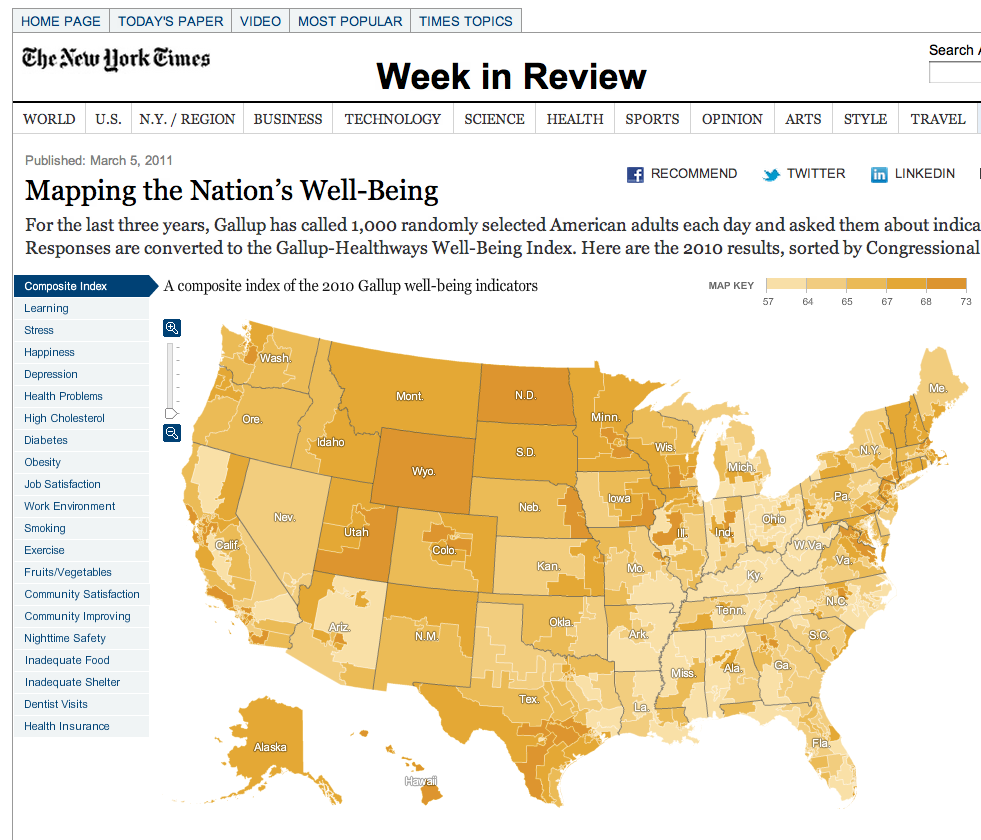 HOME PAGE TODAY'S PAPER VIDEO MOST POPULAR TIMES TOPICS
The New York Times
Week in Review
Search
WORLD U.S. N.Y. / REGION BUSINESS TECHNOLOGY SCIENCE HEALTH SPORTS OPINION ARTS STYLE TRAVEL
Published: March 5, 2011
Mapping the Nation's Well-Being
RECOMMEND TWITTER LINKEDIN
For the last three years, Gallup has called 1,000 randomly selected American adults each day and asked them about indica
Responses are converted to the Gallup-Healthways Well-Being Index. Here are the 2010 results, sorted by Congressional
Composite Index
Learning
Stress
Happiness
Depression
Health Problems
High Cholesterol
Diabetes
Obesity
Job Satisfaction
Work Environment
Smoking
Exercise
Fruits/Vegetables
Community Satisfaction
Community Improving
Nighttime Safety
Inadequate Food
Inadequate Shelter
Dentist Visits
Health Insurance
A composite index of the 2010 Gallup well-being indicators
MAP KEY
57 64 65 67 68 73
Wash.
Mont.
N.D.
Minn.
Me.
Ore.
Idaho
S.D.
Wis.
N.Y.
Wyo.
Mich.
Nev.
Utah
Neb.
Iowa
Pa.
Calif.
Colo.
Ill.
Ind.
Ohio
W.Va.
Va.
Kan.
Mo.
Ky.
Ariz.
N.M.
Okla.
Ark.
Tenn.
N.C.
S.C.
Tex.
La.
Miss.
Ala.
Ga.
Fla.
Alaska
Hawaii